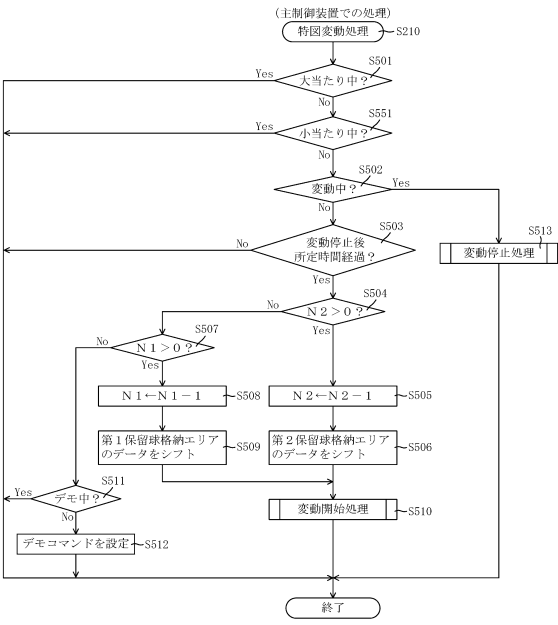 (主制御装置での処理)
特図変動処理
S210
S501
大当たり中？
Yes
No
S551
小当たり中？
Yes
No
S502
変動中？
Yes
No
S503
変動停止後
所定時間経過？
No
Yes
S513
変動停止処理
S504
N2>0？
No
Yes
S507
N1>0？
No
Yes
N1←N1−1
S508
N2←N2−1
S505
第1保留球格納エリア
のデータをシフト
S509
第2保留球格納エリア
のデータをシフト
S506
S511
デモ中？
Yes
No
変動開始処理
S510
デモコマンドを設定
S512
終了